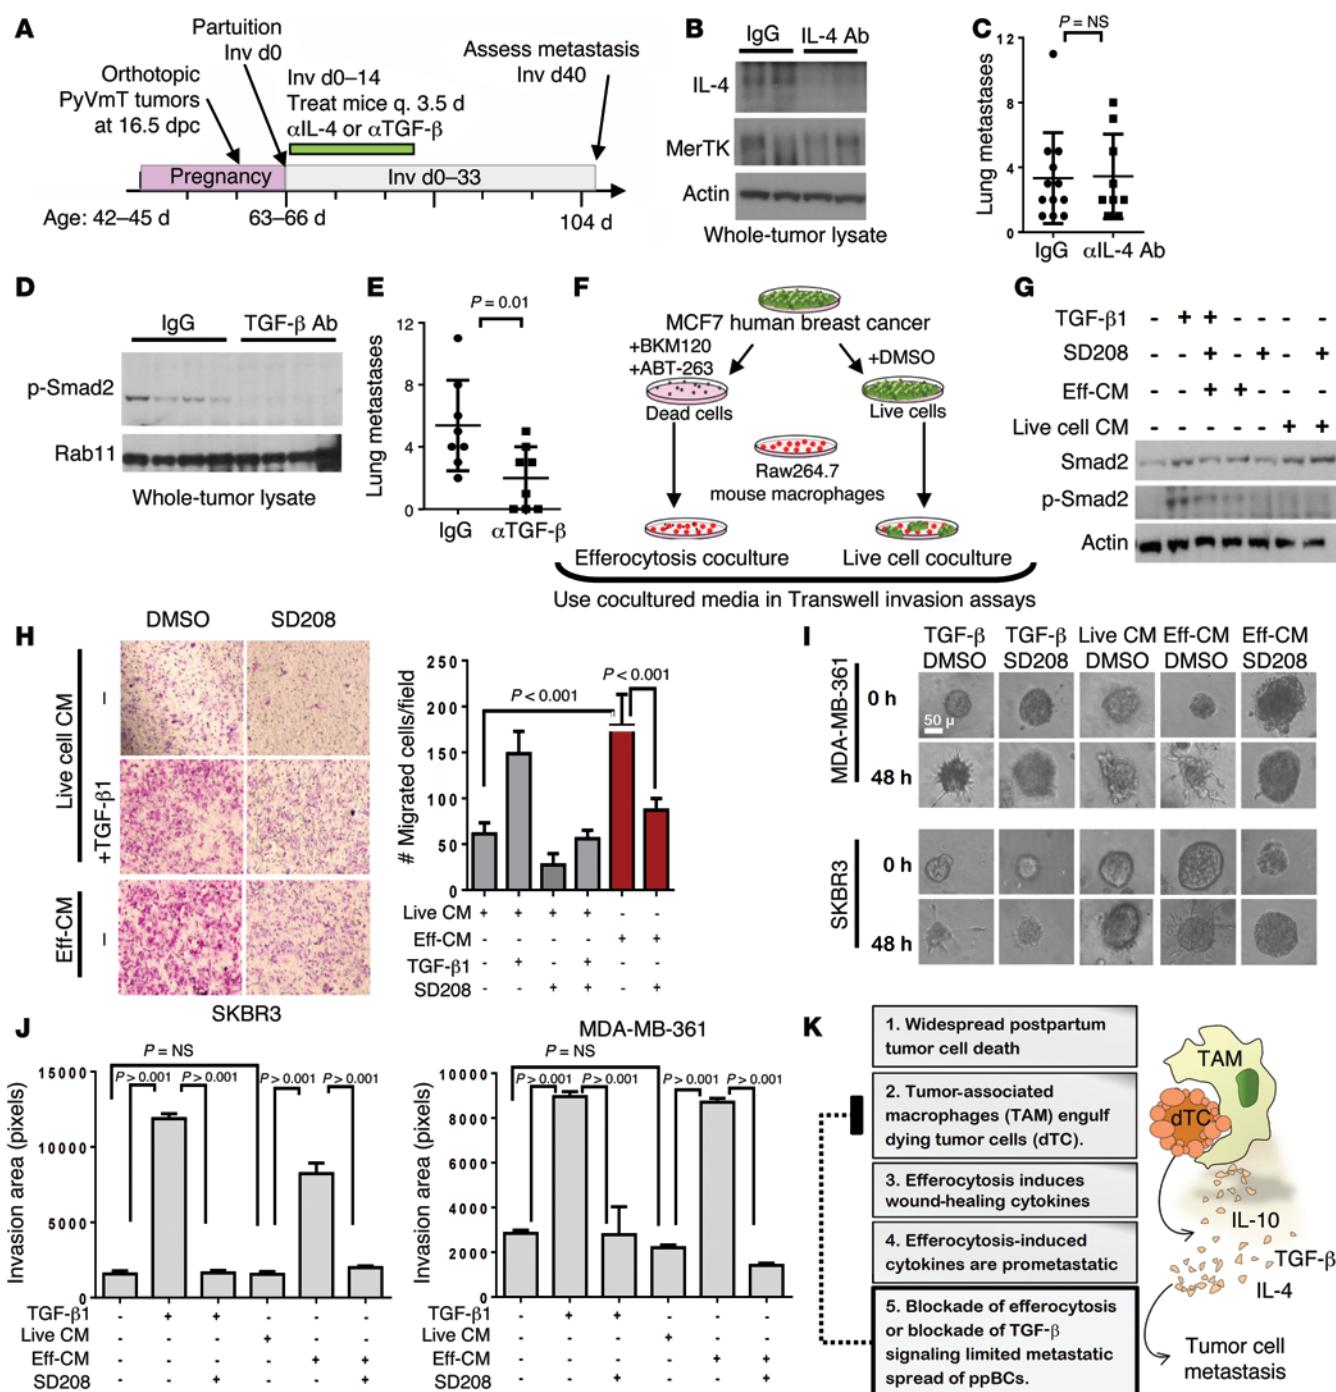 A
Partuition
Inv d0
Orthotopic
PyVmT tumors
at 16.5 dpc
Inv d0–14
Treat mice q. 3.5 d
αIL-4 or αTGF-β
Assess metastasis
Inv d40
Pregnancy
Inv d0–33
Age: 42–45 d
63–66 d
104 d
B
IgG
IL-4 Ab
IL-4
MerTK
Actin
Whole-tumor lysate
C
P = NS
Lung metastases
12
8
4
0
IgG
αIL-4 Ab
D
IgG
TGF-β Ab
p-Smad2
Rab11
Whole-tumor lysate
E
P = 0.01
Lung metastases
12
8
4
0
IgG
αTGF-β
F
MCF7 human breast cancer
+BKM120
+ABT-263
+DMSO
Dead cells
Live cells
Raw264.7
mouse macrophages
Efferocytosis coculture
Live cell coculture
Use cocultured media in Transwell invasion assays
G
TGF-β1 - + + - - - -
SD208 - - + - + - +
Eff-CM - - + + - - -
Live cell CM - - - - - + +
Smad2
p-Smad2
Actin
H
DMSO
SD208
Live cell CM
–
+TGF-β1
Eff-CM
–
SKBR3
# Migrated cells/field
250
200
150
100
50
0
P < 0.001
P < 0.001
Live CM + + + + - -
Eff-CM - - - - + +
TGF-β1 - + - + - -
SD208 - - + + - +
I
TGF-β
DMSO
TGF-β
SD208
Live CM
DMSO
Eff-CM
DMSO
Eff-CM
SD208
MDA-MB-361
0 h
50 µ
48 h
SKBR3
0 h
48 h
J
P = NS
P > 0.001
P > 0.001
P > 0.001
P > 0.001
Invasion area (pixels)
15000
10000
5000
0
TGF-β1 - + + - - -
Live CM - - - + - -
Eff-CM - - - - + +
SD208 - - + - - +
MDA-MB-361
P = NS
P > 0.001
P > 0.001
P > 0.001
P > 0.001
Invasion area (pixels)
10000
8000
6000
4000
2000
0
TGF-β1 - + + - - -
Live CM - - - + - -
Eff-CM - - - - + +
SD208 - - + - - +
K
1. Widespread postpartum
tumor cell death
2. Tumor-associated
macrophages (TAM) engulf
dying tumor cells (dTC).
3. Efferocytosis induces
wound-healing cytokines
4. Efferocytosis-induced
cytokines are prometastatic
5. Blockade of efferocytosis
or blockade of TGF-β
signaling limited metastatic
spread of ppBCs.
TAM
dTC
IL-10
TGF-β
IL-4
Tumor cell
metastasis